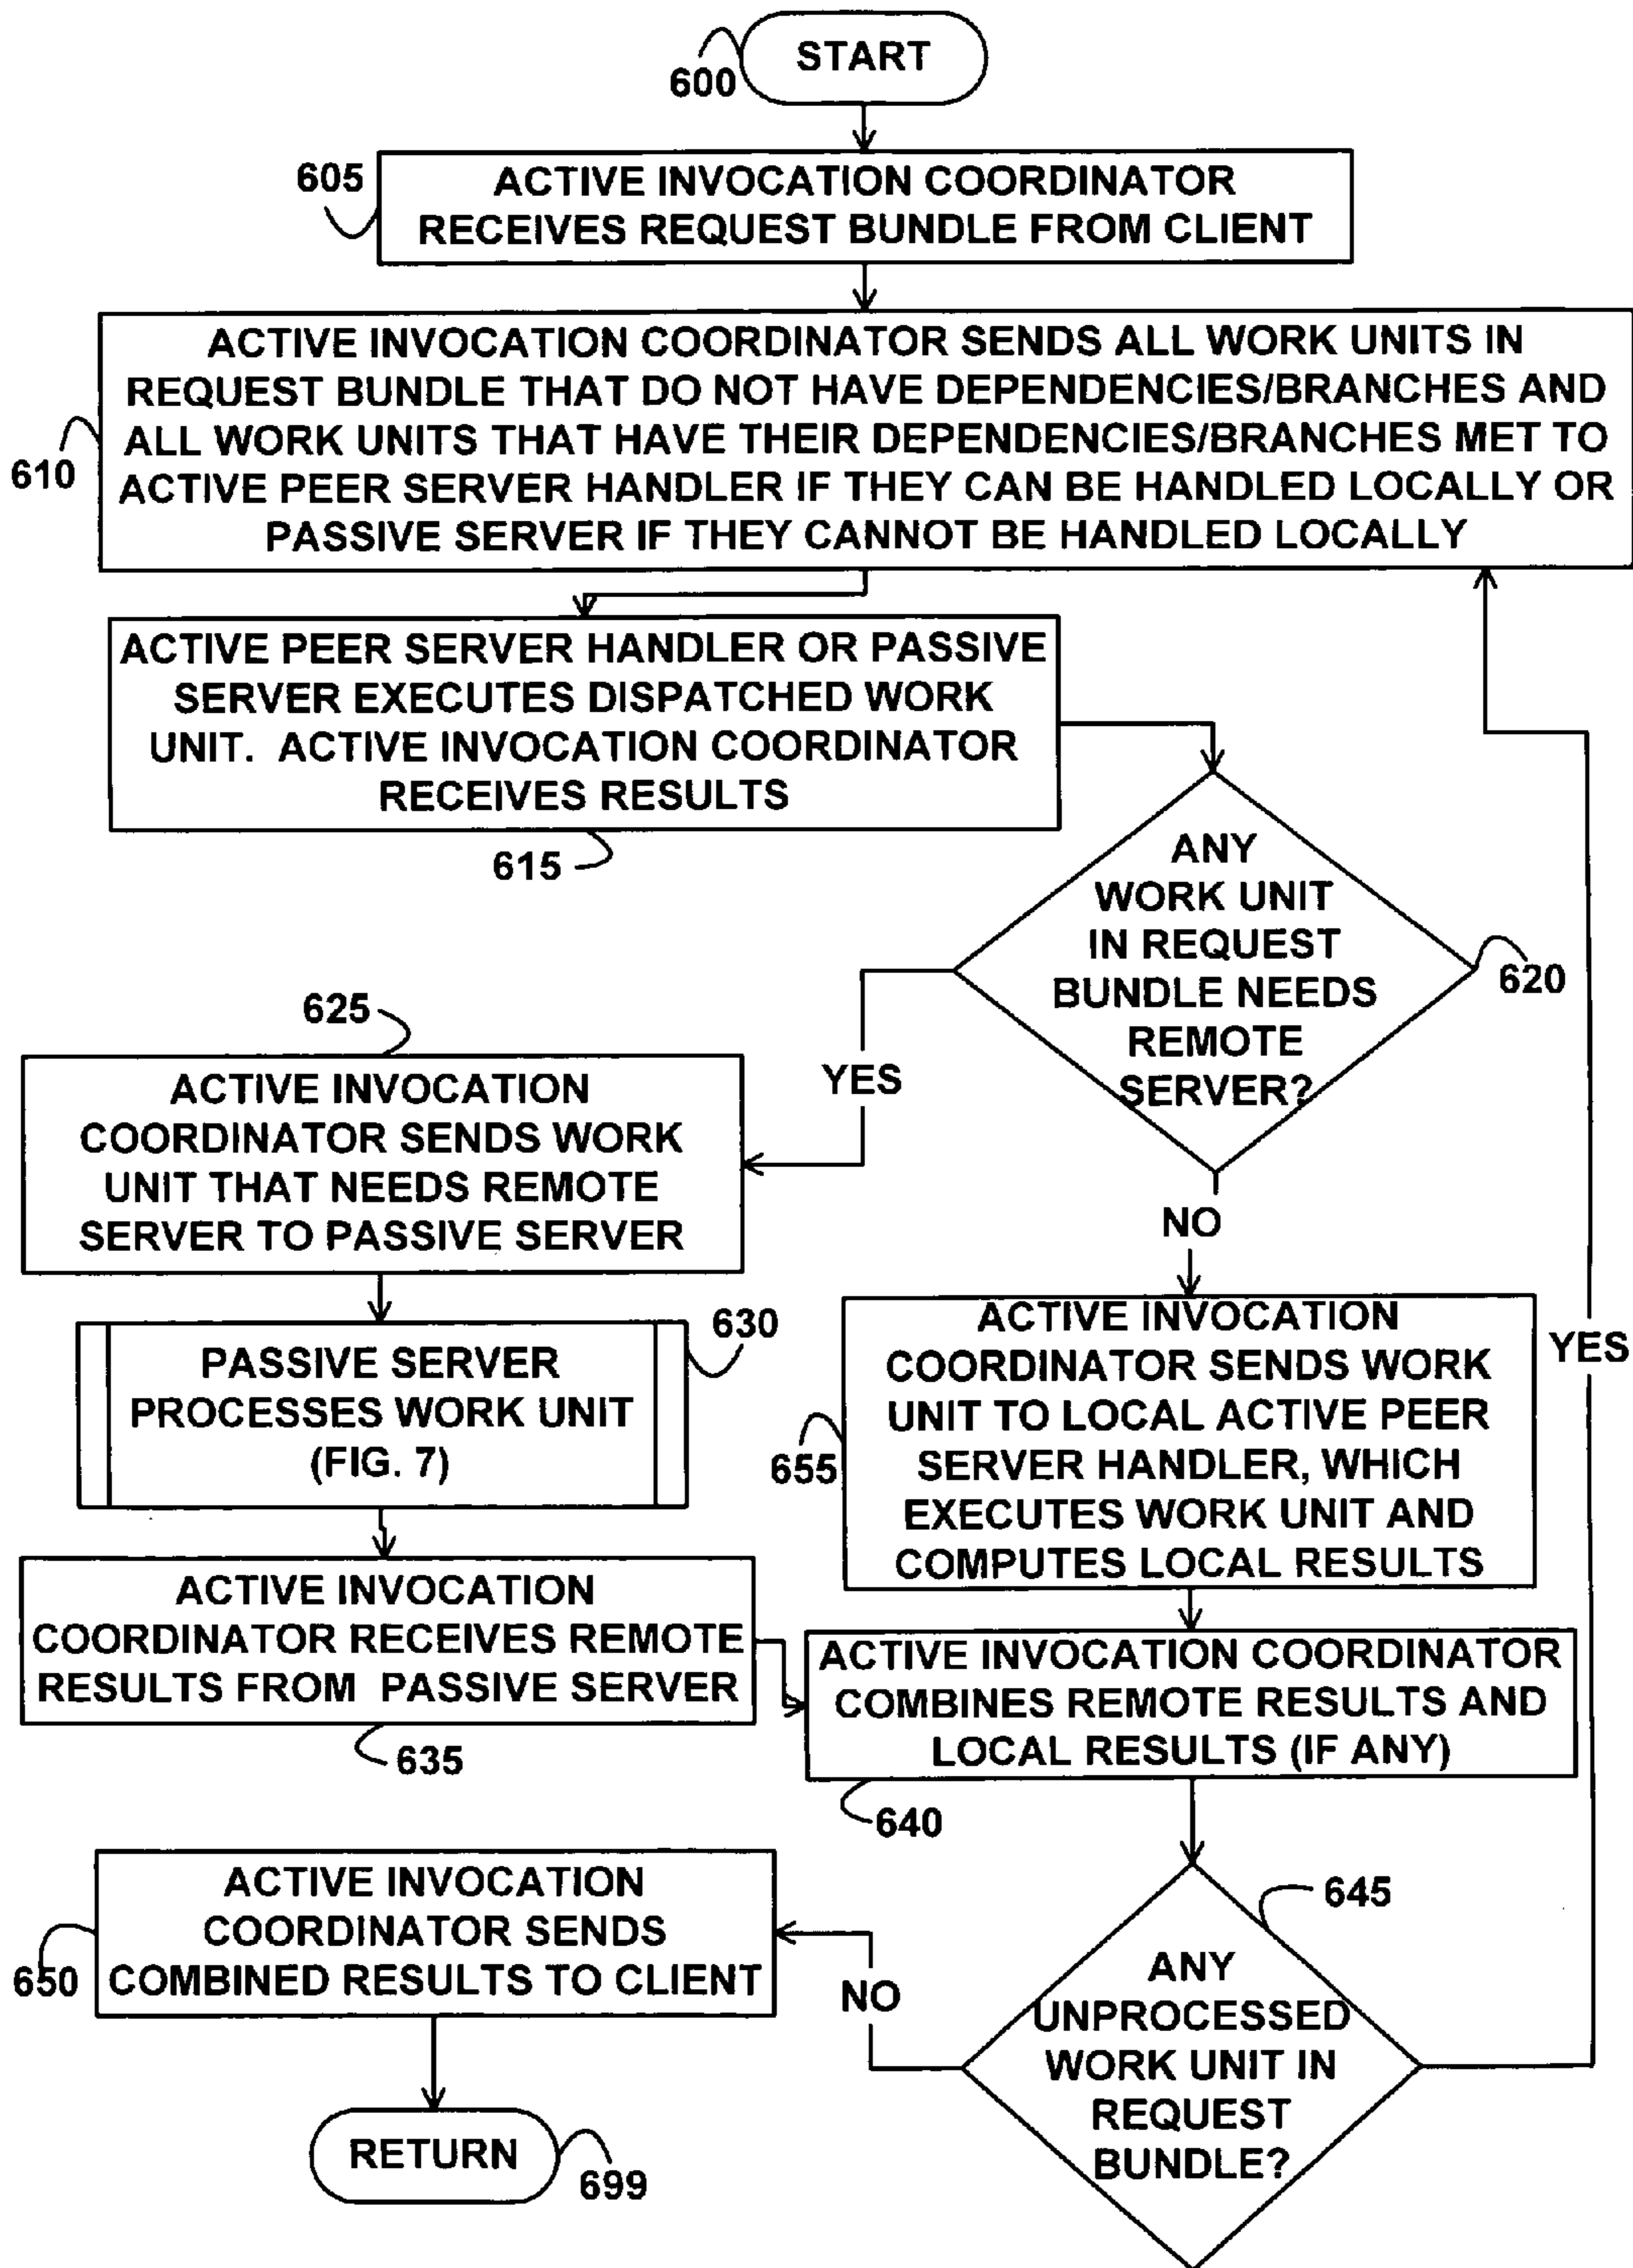 START
600
605
ACTIVE INVOCATION COORDINATOR
RECEIVES REQUEST BUNDLE FROM CLIENT
610
ACTIVE INVOCATION COORDINATOR SENDS ALL WORK UNITS IN
REQUEST BUNDLE THAT DO NOT HAVE DEPENDENCIES/BRANCHES AND
ALL WORK UNITS THAT HAVE THEIR DEPENDENCIES/BRANCHES MET TO
ACTIVE PEER SERVER HANDLER IF THEY CAN BE HANDLED LOCALLY OR
PASSIVE SERVER IF THEY CANNOT BE HANDLED LOCALLY
ACTIVE PEER SERVER HANDLER OR PASSIVE
SERVER EXECUTES DISPATCHED WORK
UNIT. ACTIVE INVOCATION COORDINATOR
RECEIVES RESULTS
615
ANY
WORK UNIT
IN REQUEST
BUNDLE NEEDS
REMOTE
SERVER?
620
YES
NO
625
ACTIVE INVOCATION
COORDINATOR SENDS WORK
UNIT THAT NEEDS REMOTE
SERVER TO PASSIVE SERVER
630
PASSIVE SERVER
PROCESSES WORK UNIT
(FIG. 7)
ACTIVE INVOCATION
COORDINATOR RECEIVES REMOTE
RESULTS FROM PASSIVE SERVER
635
655
ACTIVE INVOCATION
COORDINATOR SENDS WORK
UNIT TO LOCAL ACTIVE PEER
SERVER HANDLER, WHICH
EXECUTES WORK UNIT AND
COMPUTES LOCAL RESULTS
YES
ACTIVE INVOCATION COORDINATOR
COMBINES REMOTE RESULTS AND
LOCAL RESULTS (IF ANY)
640
645
ANY
UNPROCESSED
WORK UNIT IN
REQUEST
BUNDLE?
NO
650
ACTIVE INVOCATION
COORDINATOR SENDS
COMBINED RESULTS TO CLIENT
RETURN
699